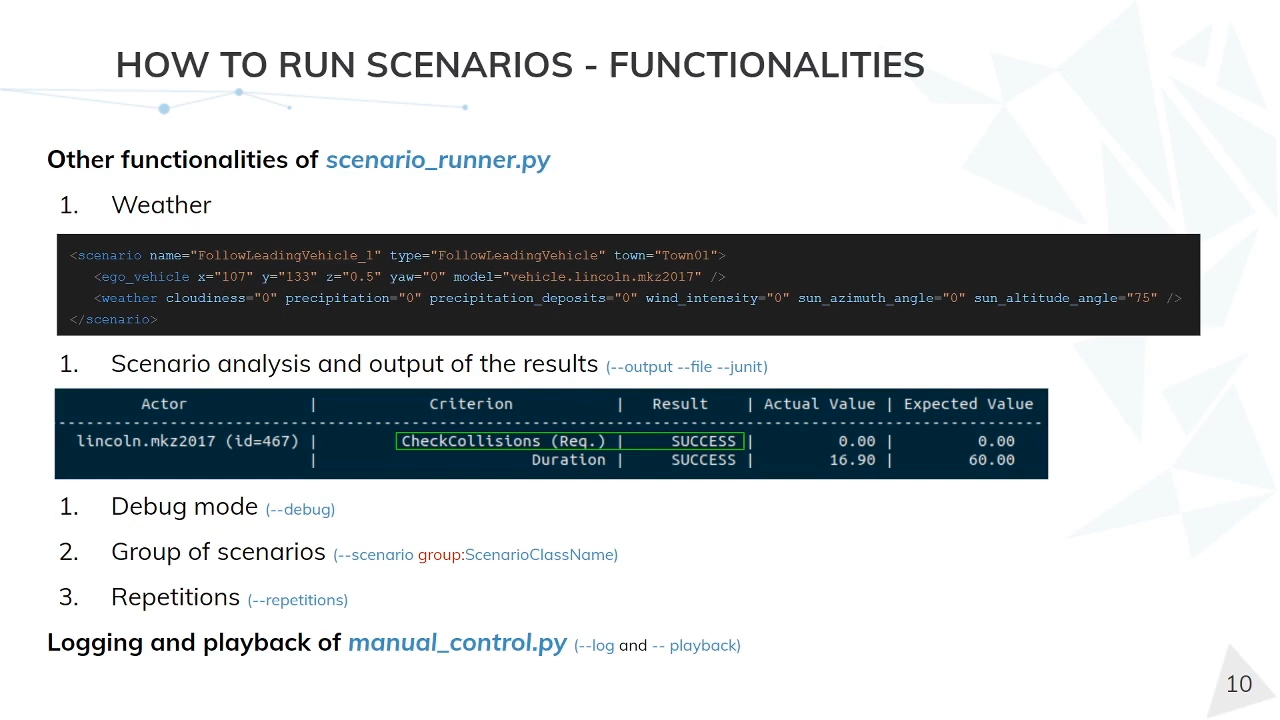 HOW TO RUN SCENARIOS - FUNCTIONALITIES
Other functionalities of scenario_runner.py
1. Weather
<scenario name="FollowLeadingVehicle_1" type="FollowLeadingVehicle" town="Town01">
<ego_vehicle x="107" y="133" z="0.5" yaw="0" model="vehicle.lincoln.mkz2017" />
<weather cloudiness="0" precipitation="0" precipitation_deposits="0" wind_intensity="0" sun_azimuth_angle="0" sun_altitude_angle="75" />
</scenario>
1. Scenario analysis and output of the results (--output --file --junit)
Actor | Criterion | Result | Actual Value | Expected Value
---------------------------------------------------------------------------------------------------------
lincoln.mkz2017 (id=467) | CheckCollisions (Req.) | SUCCESS | 0.00 | 0.00
| Duration | SUCCESS | 16.90 | 60.00
1. Debug mode (--debug)
2. Group of scenarios (--scenario group:ScenarioClassName)
3. Repetitions (--repetitions)
Logging and playback of manual_control.py (--log and -- playback)
10